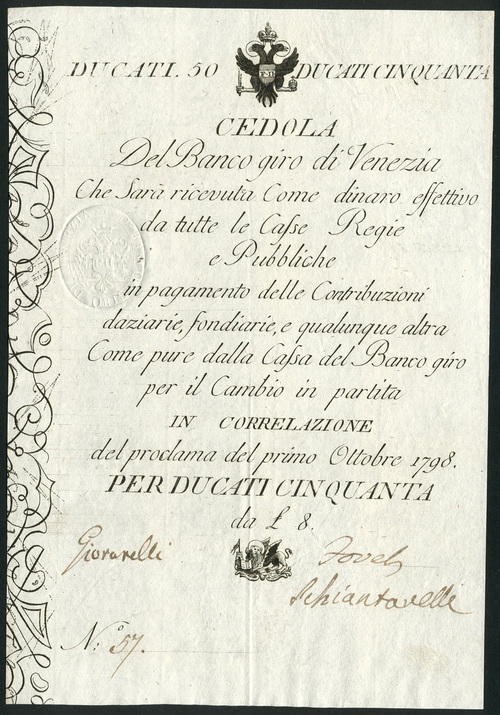 DUCATI. 50 DUCATI CINQUANTA
CEDOLA
Del Banco giro di Venezia
Che Sarà ricevuta Come dinaro effettivo
da tutte le Casse Regie
e Pubbliche
in pagamento delle Contribuzioni
daziarie, fondiarie, e qualunque altra
Come pure dalla Cassa del Banco giro
per il Cambio in partita
IN CORRELAZIONE
del proclama del primo Ottobre 1798.
PER DUCATI CINQUANTA
da £ 8.
Schiantarelli
N:o 57.